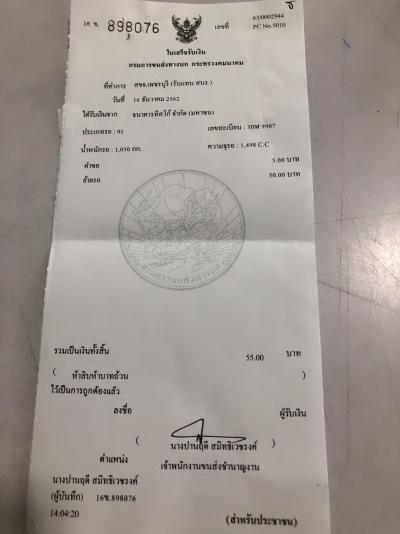 16 ข. 898076 เลขที่ 63/0002944
PC No.5010
ใบเสร็จรับเงิน
กรมการขนส่งทางบก กระทรวงคมนาคม
ที่ทำการ สขจ.เพชรบุรี (รับแทน สนร.)
วันที่ 16 ธันวาคม 2562
ได้รับเงินจาก ธนาคารทิสโก้ จำกัด (มหาชน)
ประเภทรถ : 01 เลขทะเบียน : 3กพ 9907
น้ำหนักรถ : 1,050 กก. ความจุรถ : 1,498 C.C
คำขอ 5.00 บาท
ย้ายรถ 50.00 บาท
รวมเป็นเงินทั้งสิ้น 55.00 บาท
( ห้าสิบห้าบาทถ้วน )
ไว้เป็นการถูกต้องแล้ว
ลงชื่อ ผู้รับเงิน
( นางปานฤดี สมิทธิเวชรงค์ )
ตำแหน่ง เจ้าพนักงานขนส่งชำนาญงาน
นางปานฤดี สมิทธิเวชรงค์
(ผู้บันทึก) 16ข.898076
14:04:20 (สำหรับประชาชน)